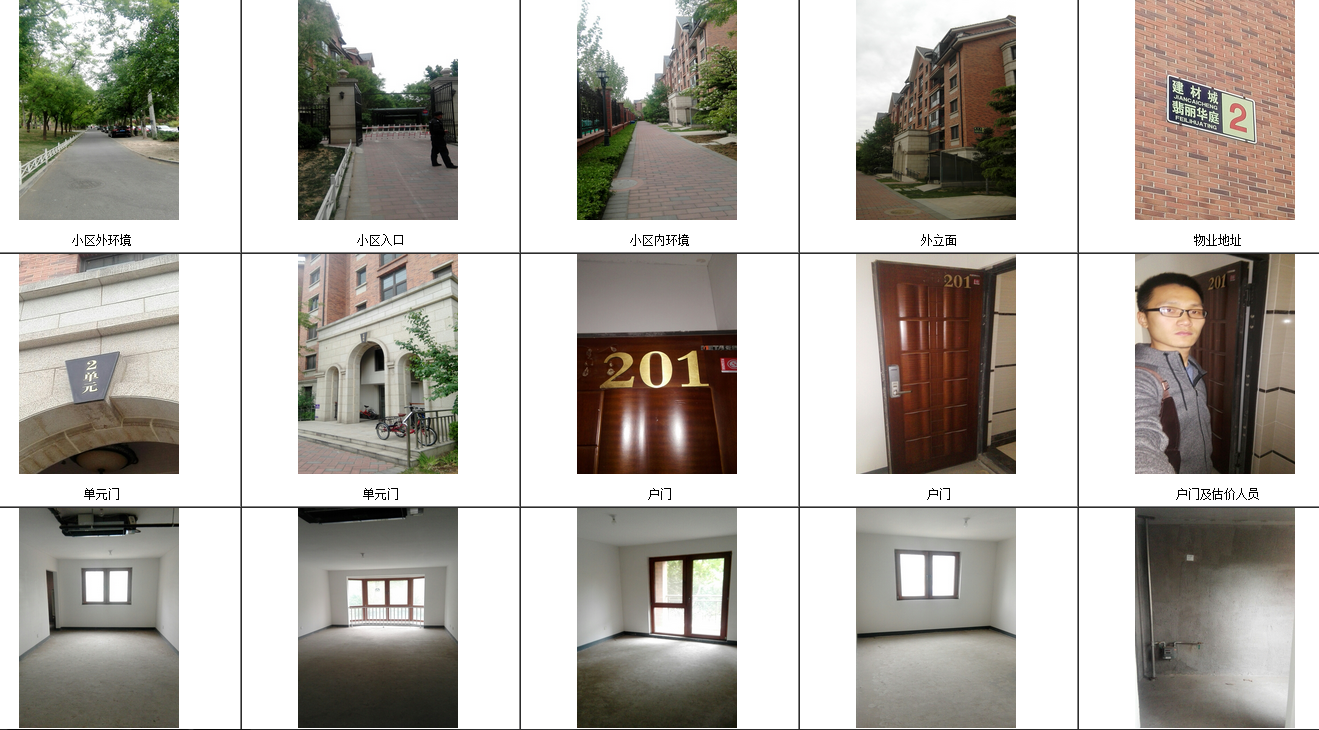 建材城
JIANCAICHENG
翡丽华庭
FEILIHUATING
2
小区外环境
小区入口
小区内环境
外立面
物业地址
2单元
201
201
201
单元门
单元门
户门
户门
户门及估价人员